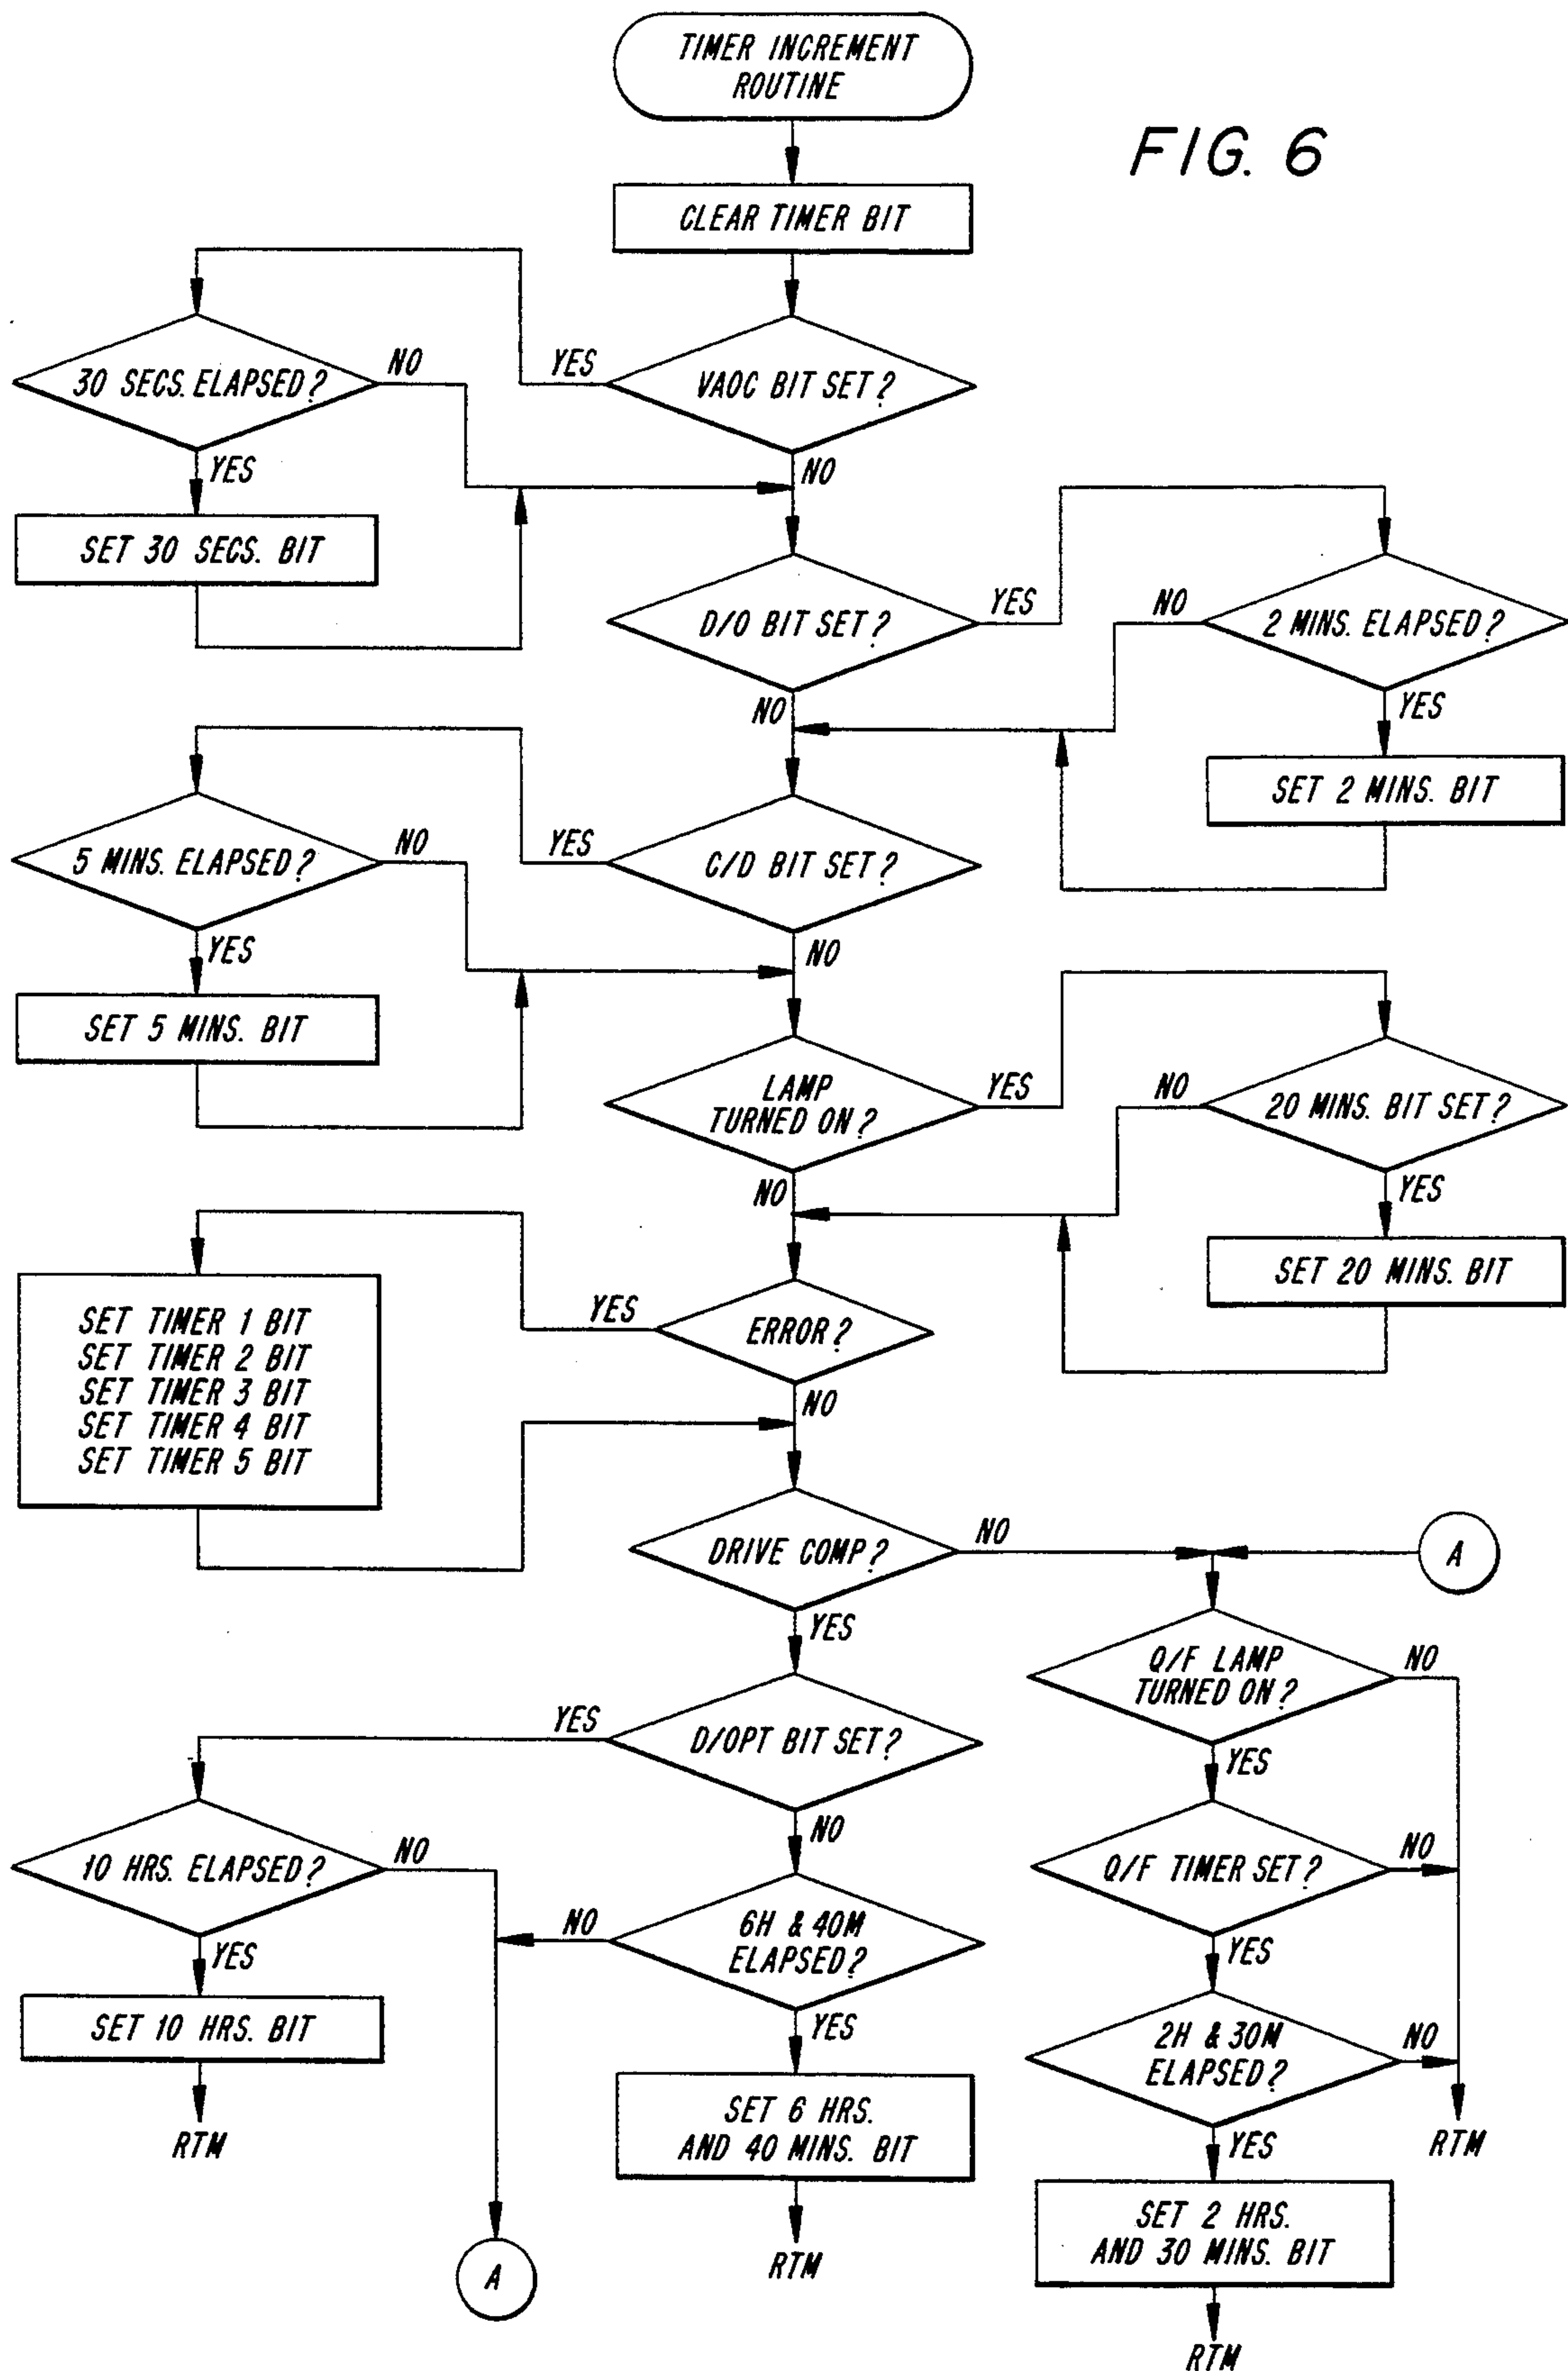 TIMER INCREMENT
ROUTINE
FIG. 6
CLEAR TIMER BIT
30 SECS. ELAPSED?
NO
YES
VAOC BIT SET?
YES
NO
SET 30 SECS. BIT
D/O BIT SET?
YES
NO
2 MINS. ELAPSED?
NO
YES
SET 2 MINS. BIT
5 MINS. ELAPSED?
NO
YES
C/D BIT SET?
YES
NO
SET 5 MINS. BIT
LAMP
TURNED ON?
YES
NO
20 MINS. BIT SET?
NO
YES
SET 20 MINS. BIT
SET TIMER 1 BIT
SET TIMER 2 BIT
SET TIMER 3 BIT
SET TIMER 4 BIT
SET TIMER 5 BIT
YES
ERROR?
NO
DRIVE COMP?
NO
A
YES
Q/F LAMP
TURNED ON?
NO
YES
YES
D/OPT BIT SET?
NO
10 HRS. ELAPSED?
NO
YES
Q/F TIMER SET?
NO
YES
NO
6H & 40M
ELAPSED?
YES
SET 10 HRS. BIT
RTM
2H & 30M
ELAPSED?
NO
YES
RTM
SET 6 HRS.
AND 40 MINS. BIT
RTM
A
SET 2 HRS.
AND 30 MINS. BIT
RTM